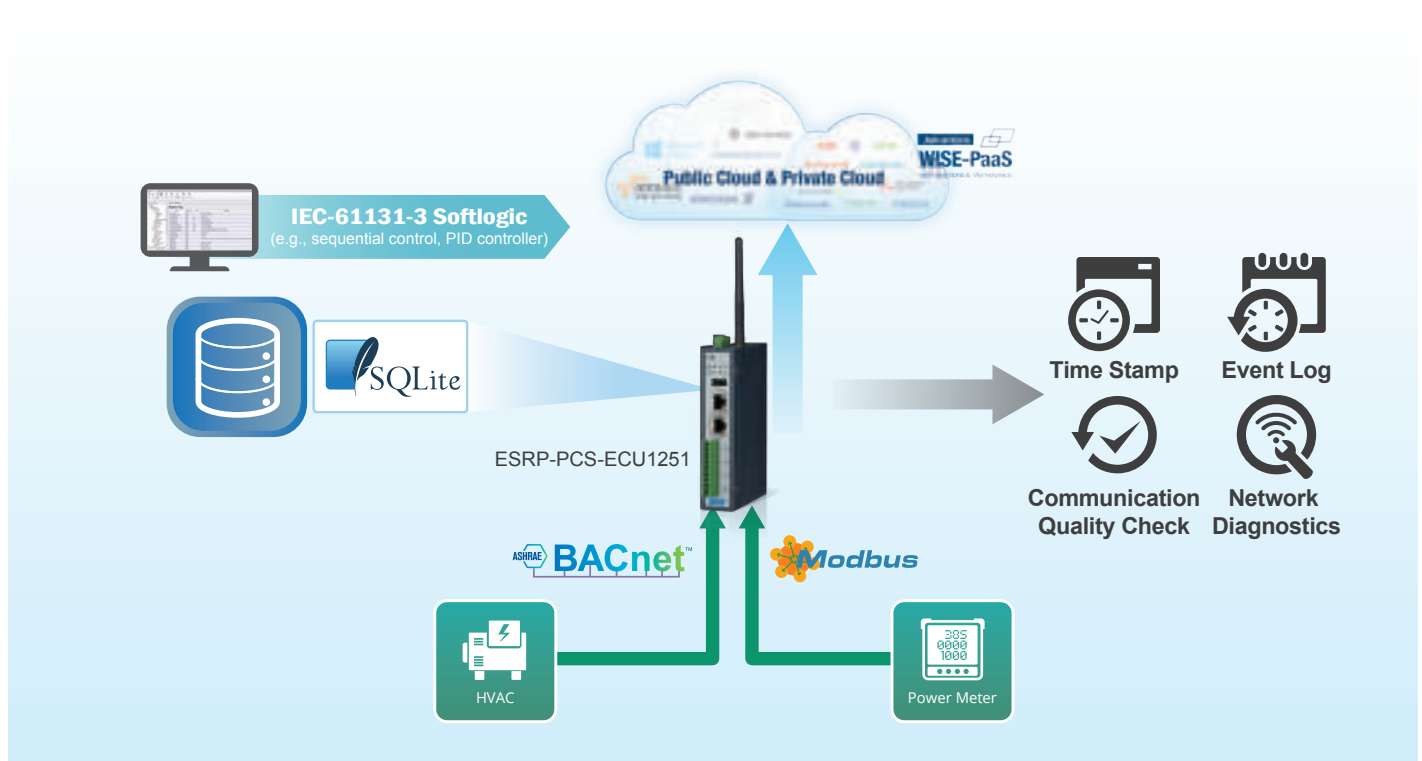 Public Cloud & Private Cloud
WISE-PaaS
IEC-61131-3 Softlogic
(e.g., sequential control, PID controller)
SQLite
ESRP-PCS-ECU1251
Time Stamp
Event Log
Communication
Quality Check
Network
Diagnostics
ASHRAE BACnet™
Modbus
HVAC
385
0000
1000
Power Meter